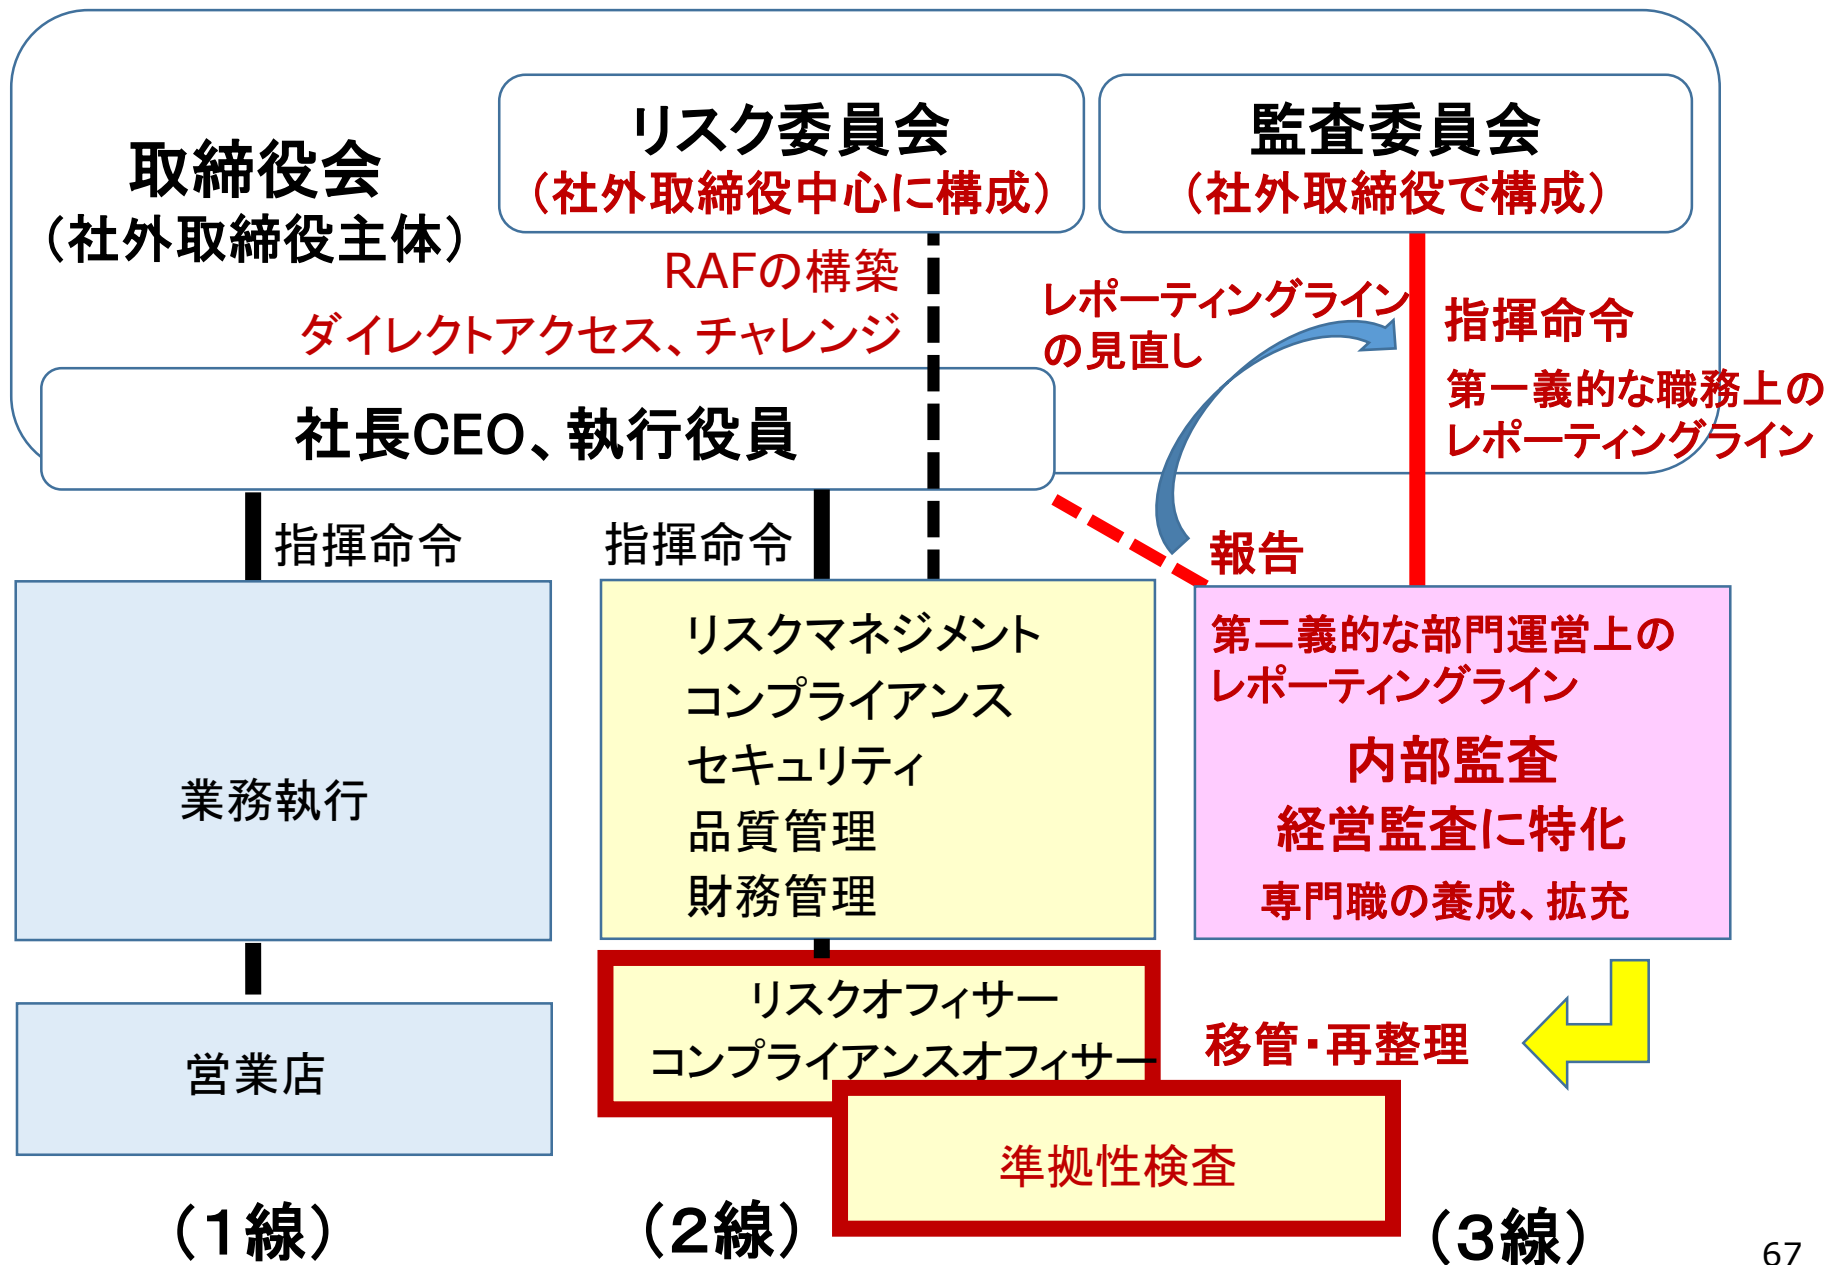 取締役会
（社外取締役主体）
リスク委員会
（社外取締役中心に構成）
監査委員会
（社外取締役で構成）
RAFの構築
ダイレクトアクセス、チャレンジ
レポーティングライン
の見直し
指揮命令
第一義的な職務上の
レポーティングライン
社長CEO、執行役員
指揮命令
指揮命令
報告
業務執行
リスクマネジメント
コンプライアンス
セキュリティ
品質管理
財務管理
第二義的な部門運営上の
レポーティングライン
内部監査
経営監査に特化
専門職の養成、拡充
営業店
リスクオフィサー
コンプライアンスオフィサー
移管・再整理
準拠性検査
（1線）
（2線）
（3線）
67